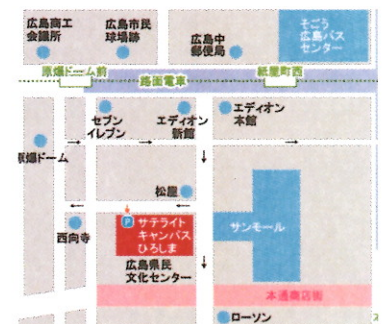 広島商工
会議所
広島市民
球場跡
広島中
郵便局
そごう
広島バス
センター
原爆ドーム前
路面電車
紙屋町西
セブン
イレブン
エディオン
新館
エディオン
本館
原爆ドーム
松屋
西向寺
P
サテライト
キャンパス
ひろしま
サンモール
広島県民
文化センター
本通商店街
ローソン